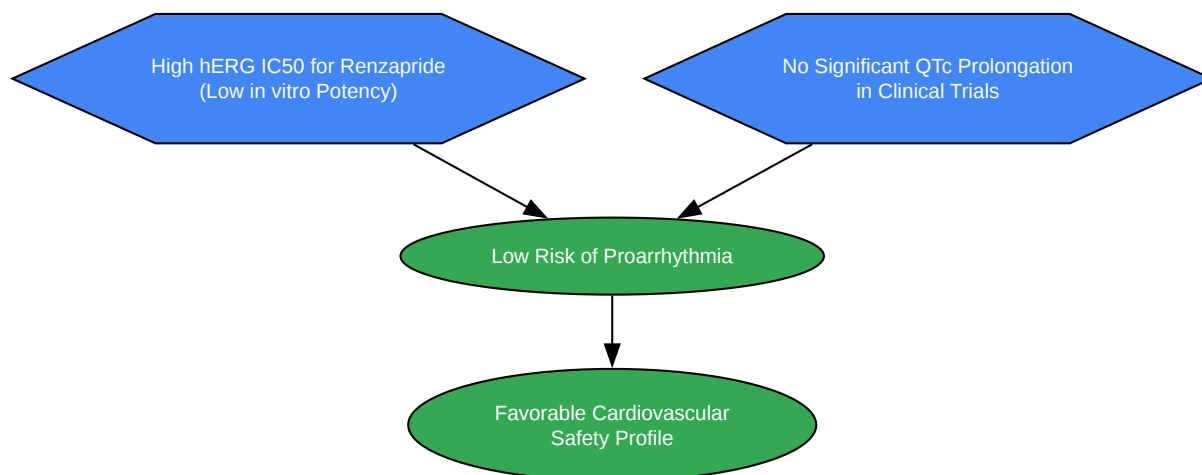 High hERG IC50 for Renzapride
(Low in vitro Potency)
No Significant QTc Prolongation
in Clinical Trials
Low Risk of Proarrhythmia
Favorable Cardiovascular
Safety Profile